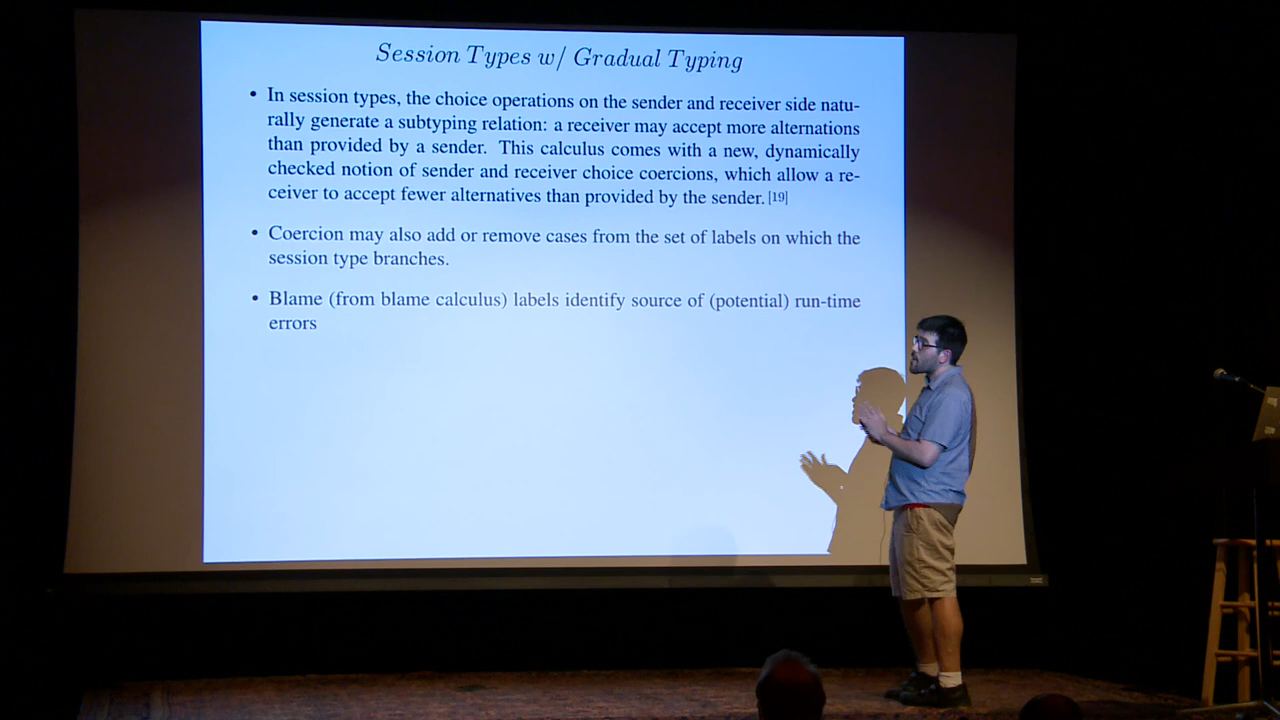 Session Types w/ Gradual Typing
• In session types, the choice operations on the sender and receiver side natu-
rally generate a subtyping relation: a receiver may accept more alternations
than provided by a sender. This calculus comes with a new, dynamically
checked notion of sender and receiver choice coercions, which allow a re-
ceiver to accept fewer alternatives than provided by the sender. [19]
• Coercion may also add or remove cases from the set of labels on which the
session type branches.
• Blame (from blame calculus) labels identify source of (potential) run-time
errors